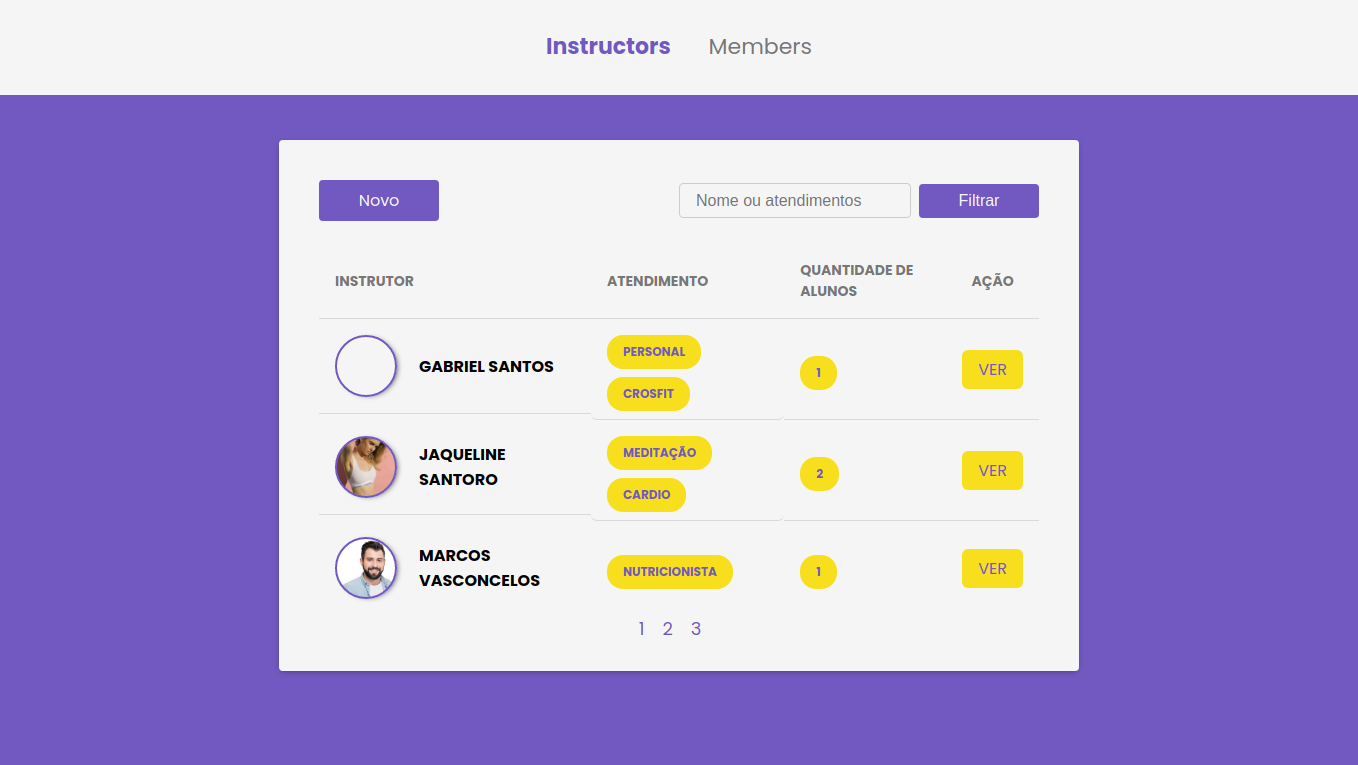 Instructors Members
Novo Nome ou atendimentos Filtrar
INSTRUTOR ATENDIMENTO QUANTIDADE DE ALUNOS AÇÃO
GABRIEL SANTOS PERSONAL CROSFIT 1 VER
JAQUELINE SANTORO MEDITAÇÃO CARDIO 2 VER
MARCOS VASCONCELOS NUTRICIONISTA 1 VER
1 2 3